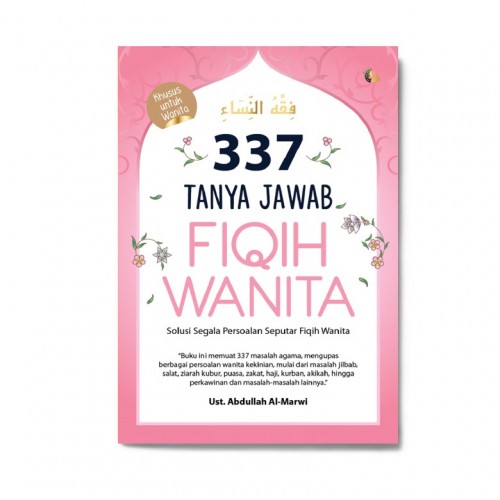 Khusus
untuk
Wanita
فِقْهُ النِّسَاءِ
337
TANYA JAWAB
FIQIH
WANITA
Solusi Segala Persoalan Seputar Fiqih Wanita
"Buku ini memuat 337 masalah agama, mengupas
berbagai persoalan wanita kekinian, mulai dari masalah jilbab,
salat, ziarah kubur, puasa, zakat, haji, kurban, akikah, hingga
perkawinan dan masalah-masalah lainnya."
Ust. Abdullah Al-Marwi